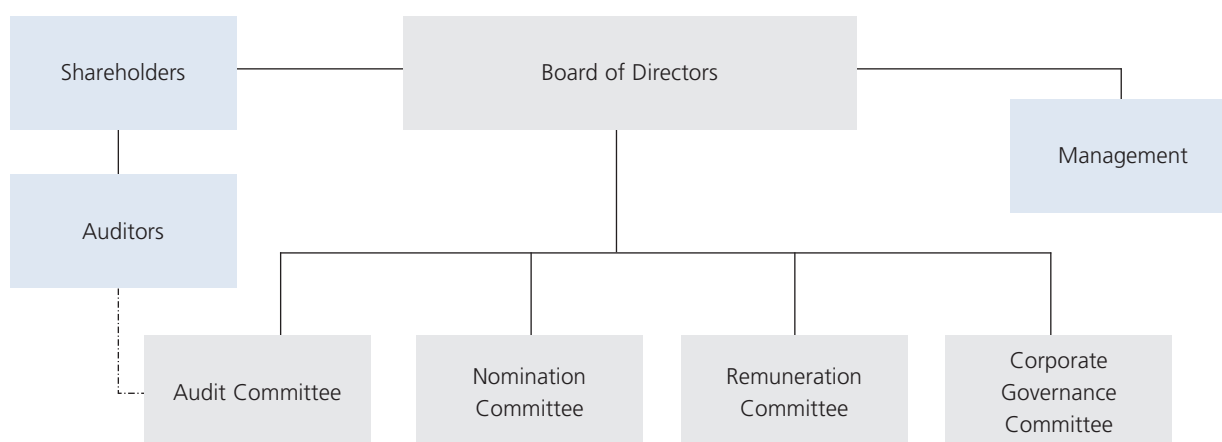 Shareholders
Board of Directors
Management
Auditors
Audit Committee
Nomination
Committee
Remuneration
Committee
Corporate
Governance
Committee